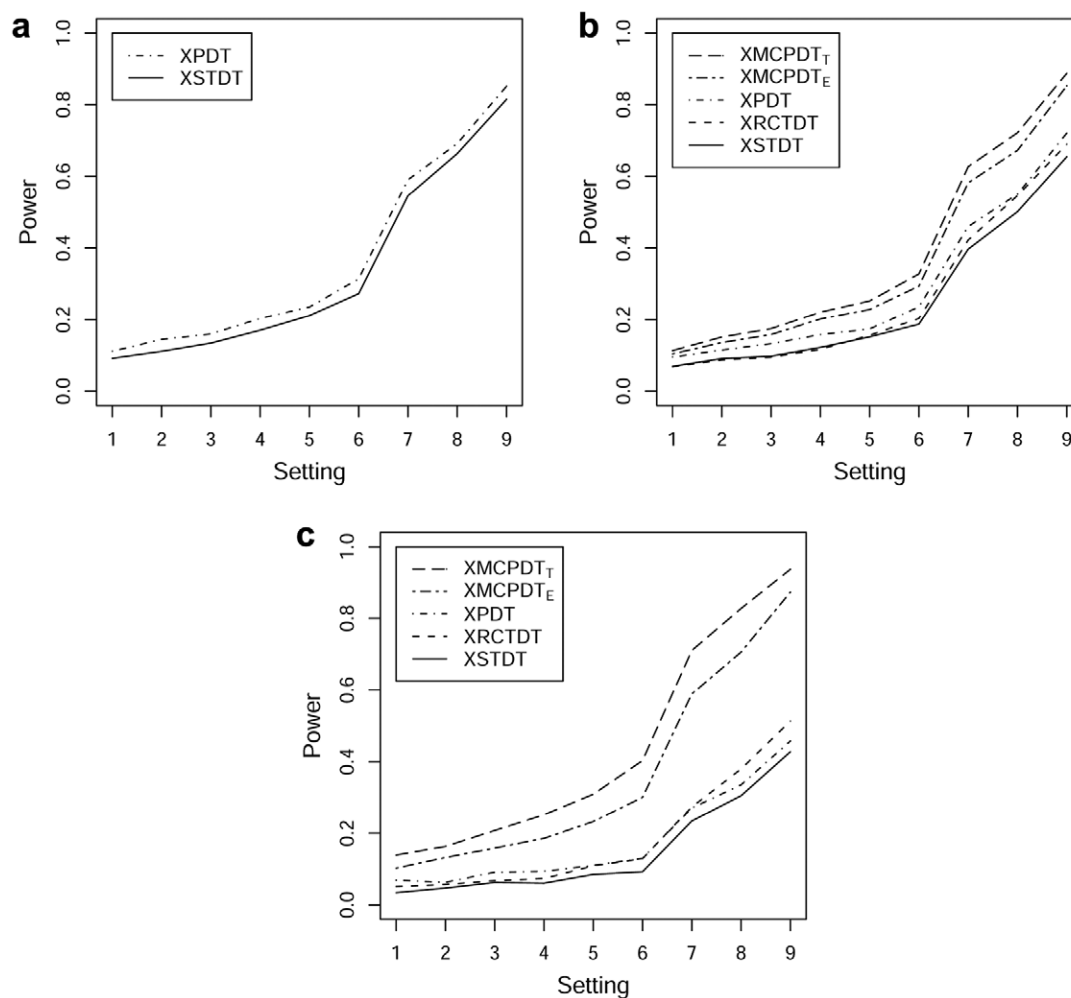 a
XPDT
XSTDT
Power
0.0 0.2 0.4 0.6 0.8 1.0
1 2 3 4 5 6 7 8 9
Setting
b
XMCPDT_T
XMCPDT_E
XPDT
XRCTDT
XSTDT
Power
0.0 0.2 0.4 0.6 0.8 1.0
1 2 3 4 5 6 7 8 9
Setting
c
XMCPDT_T
XMCPDT_E
XPDT
XRCTDT
XSTDT
Power
0.0 0.2 0.4 0.6 0.8 1.0
1 2 3 4 5 6 7 8 9
Setting